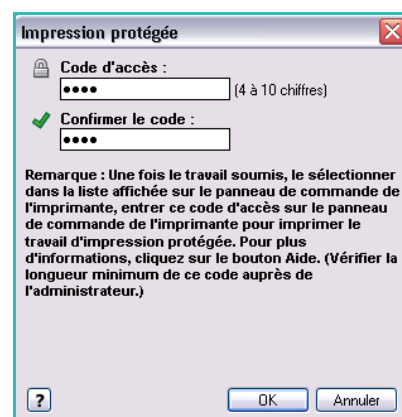 Impression protégée
Code d'accès :
•••• (4 à 10 chiffres)
Confirmer le code :
••••
Remarque : Une fois le travail soumis, le sélectionner
dans la liste affichée sur le panneau de commande de
l'imprimante, entrer ce code d'accès sur le panneau
de commande de l'imprimante pour imprimer le
travail d'impression protégée. Pour plus
d'informations, cliquez sur le bouton Aide. (Vérifier la
longueur minimum de ce code auprès de
l'administrateur.)
? OK Annuler